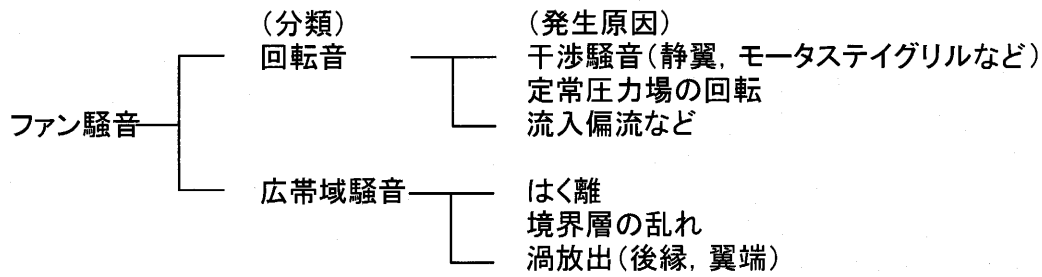 (分類) (発生原因)
回転音 干渉騒音(静翼, モータステイグリルなど)
定常圧力場の回転
ファン騒音 流入偏流など
広帯域騒音 はく離
境界層の乱れ
渦放出(後縁, 翼端)